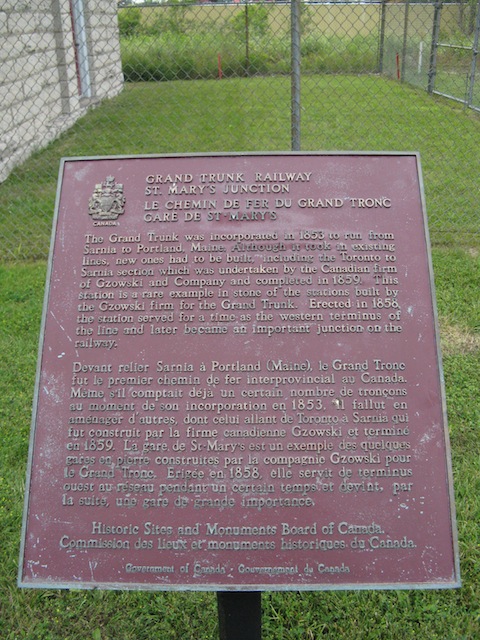 GRAND TRUNK RAILWAY
ST. MARY'S JUNCTION
LE CHEMIN DE FER DU GRAND TRONC
GARE DE ST-MARY'S
CANADA
The Grand Trunk was incorporated in 1853 to run from
Sarnia to Portland, Maine. Although it took in existing
lines, new ones had to be built, including the Toronto to
Sarnia section which was undertaken by the Canadian firm
of Gzowski and Company and completed in 1859. This
station is a rare example in stone of the stations built by
the Gzowski firm for the Grand Trunk. Erected in 1858,
the station served for a time as the western terminus of
the line and later became an important junction on the
railway.
Devant relier Sarnia à Portland (Maine), le Grand Tronc
fut le premier chemin de fer interprovincial au Canada.
Même s'il comptait déjà un certain nombre de tronçons
au moment de son incorporation en 1853, il fallut en
aménager d'autres, dont celui allant de Toronto à Sarnia qui
fut construit par la firme canadienne Gzowski et terminé
en 1859. La gare de St-Mary's est un exemple des quelques
gares en pierre construites par la compagnie Gzowski pour
le Grand Tronc. Érigée en 1858, elle servit de terminus
ouest au réseau pendant un certain temps et devint, par
la suite, une gare de grande importance.
Historic Sites and Monuments Board of Canada.
Commission des lieux et monuments historiques du Canada.
Government of Canada - Gouvernement du Canada